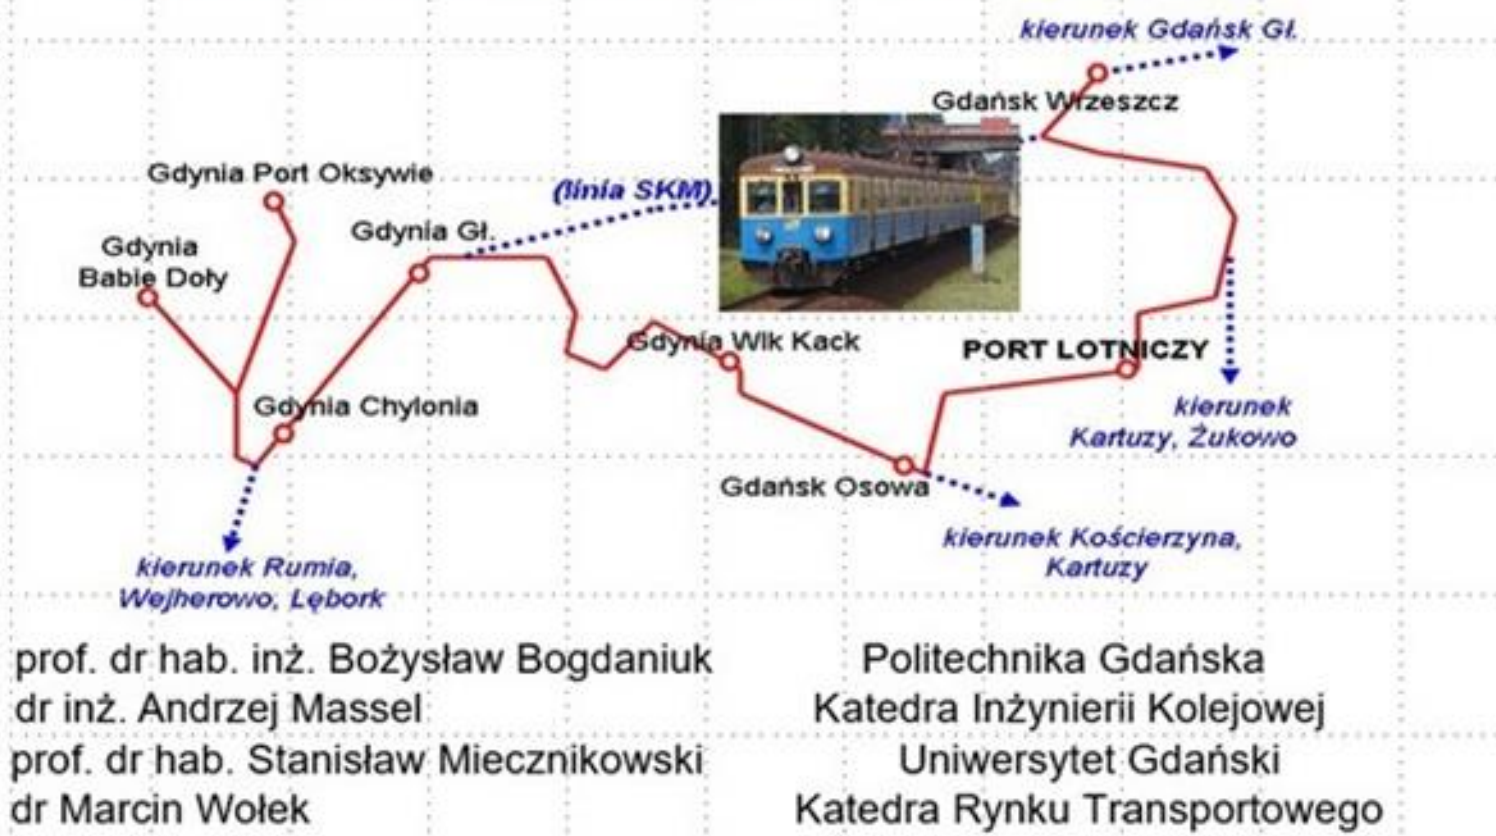 kierunek Gdańsk Gł.
Gdańsk Wrzeszcz
Gdynia Port Oksywie
(linia SKM)
Gdynia Gł.
Gdynia
Babie Doły
Gdynia Wlk Kack
PORT LOTNICZY
Gdynia Chylonia
kierunek
Kartuzy, Żukowo
Gdańsk Osowa
kierunek Kościerzyna,
Kartuzy
kierunek Rumia,
Wejherowo, Lębork
prof. dr hab. inż. Bożysław Bogdaniuk
Politechnika Gdańska
dr inż. Andrzej Massel
Katedra Inżynierii Kolejowej
prof. dr hab. Stanisław Miecznikowski
Uniwersytet Gdański
dr Marcin Wołek
Katedra Rynku Transportowego